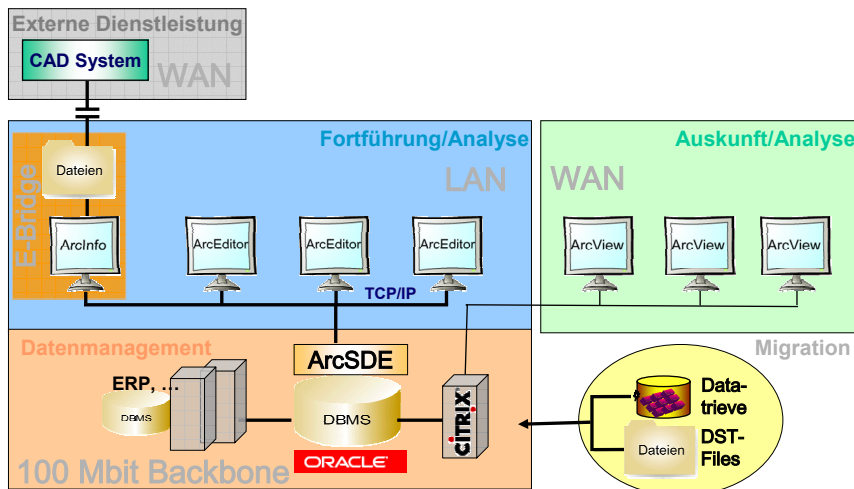 Externe Dienstleistung
CAD System
WAN
Fortführung/Analyse
LAN
E-Bridge
Dateien
ArcInfo
ArcEditor
ArcEditor
ArcEditor
TCP/IP
Auskunft/Analyse
WAN
ArcView
ArcView
ArcView
Datenmanagement
ArcSDE
ERP, ...
DBMS
DBMS
ORACLE
CITRIX
100 Mbit Backbone
Migration
Data-
trieve
Dateien
DST-
Files